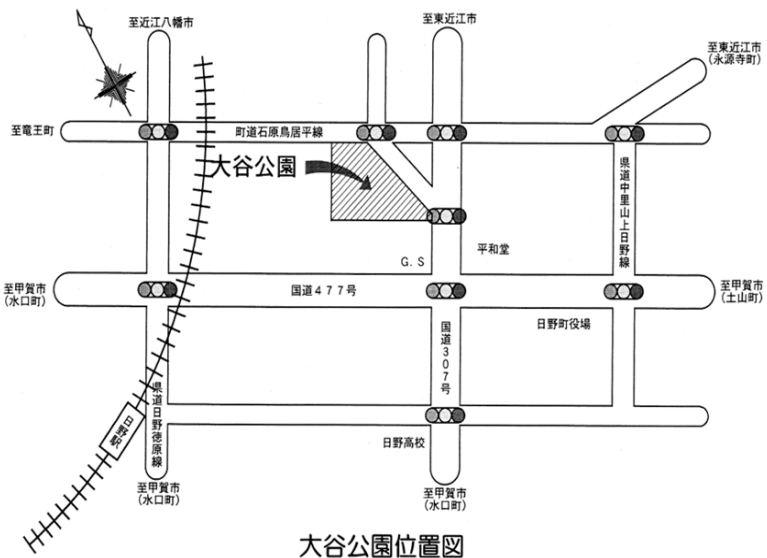 至近江八幡市
至東近江市
至東近江市
(永源寺町)
至竜王町
町道石原鳥居平線
大谷公園
県道中里山上日野線
平和堂
G.S
至甲賀市
(水口町)
国道477号
至甲賀市
(土山町)
日野町役場
国道307号
県道日野徳原線
日野駅
日野高校
至甲賀市
(水口町)
至甲賀市
(水口町)
大谷公園位置図